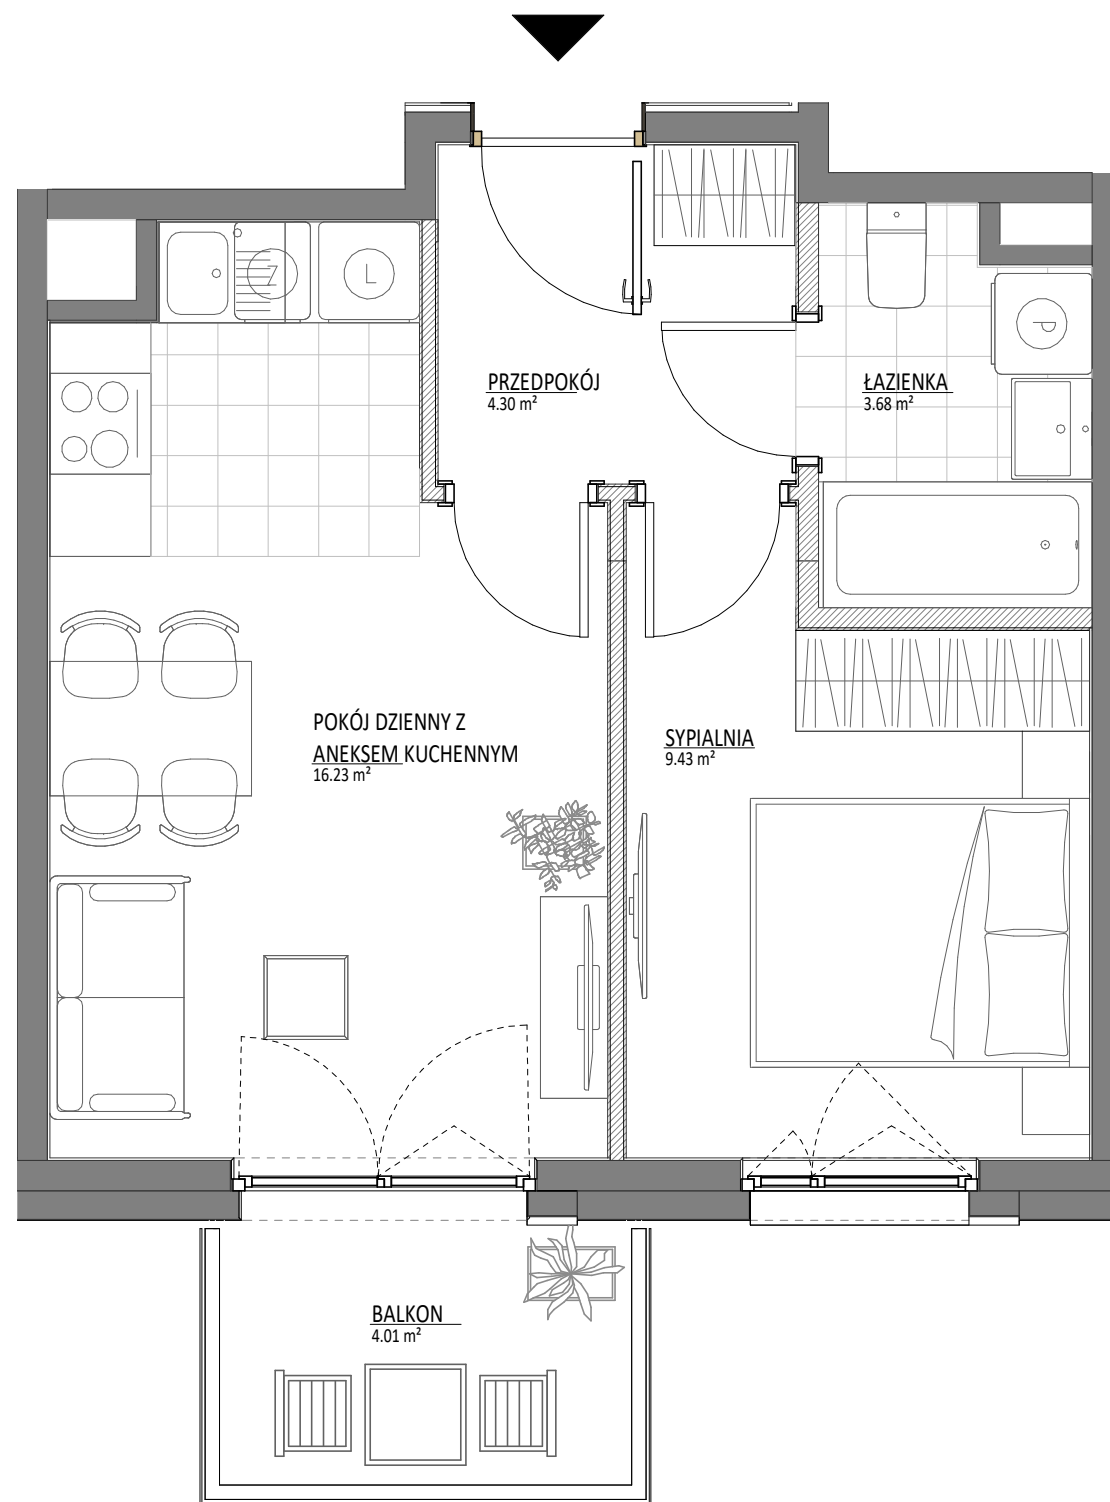 L
Z
P
PRZEDPOKÓJ
4.30 m²
ŁAZIENKA
3.68 m²
POKÓJ DZIENNY Z
ANEKSEM KUCHENNYM
16.23 m²
SYPIALNIA
9.43 m²
BALKON
4.01 m²